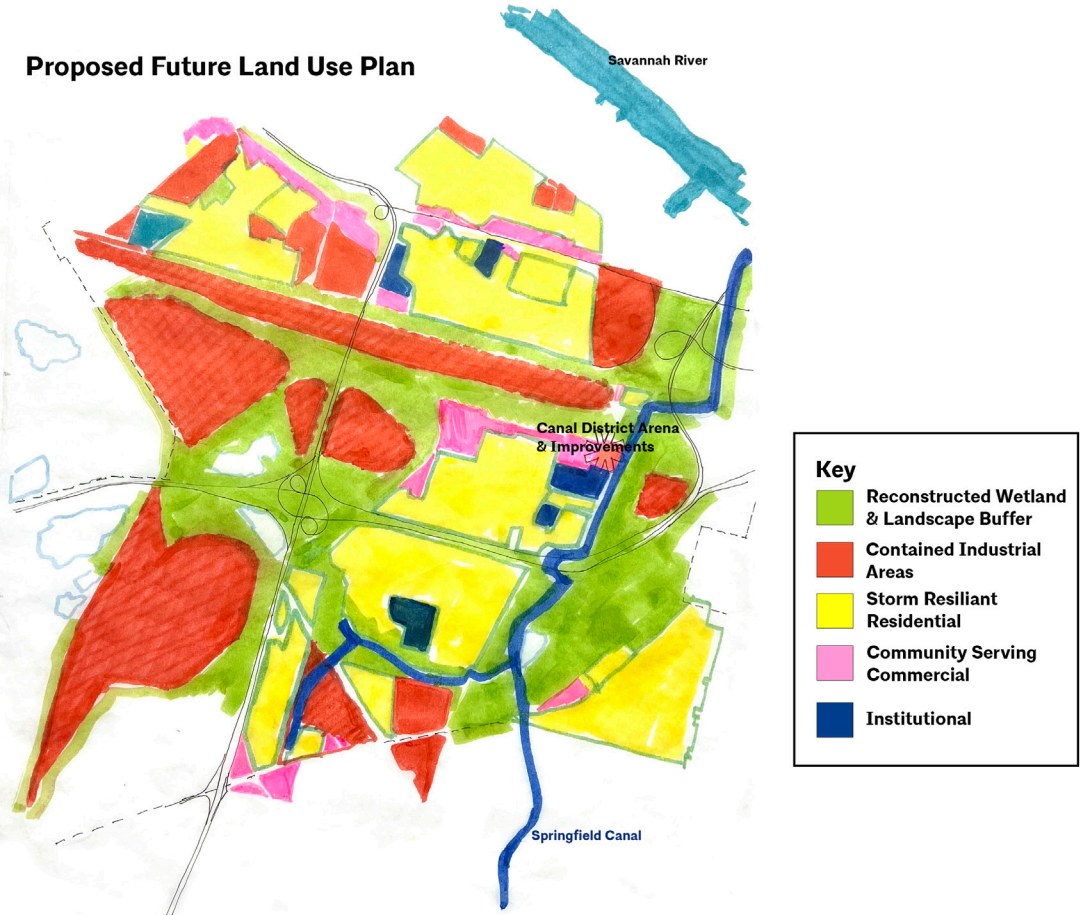 Proposed Future Land Use Plan
Savannah River
Canal District Arena
& Improvements
Key
Reconstructed Wetland
& Landscape Buffer
Contained Industrial
Areas
Storm Resiliant
Residential
Community Serving
Commercial
Institutional
Springfield Canal